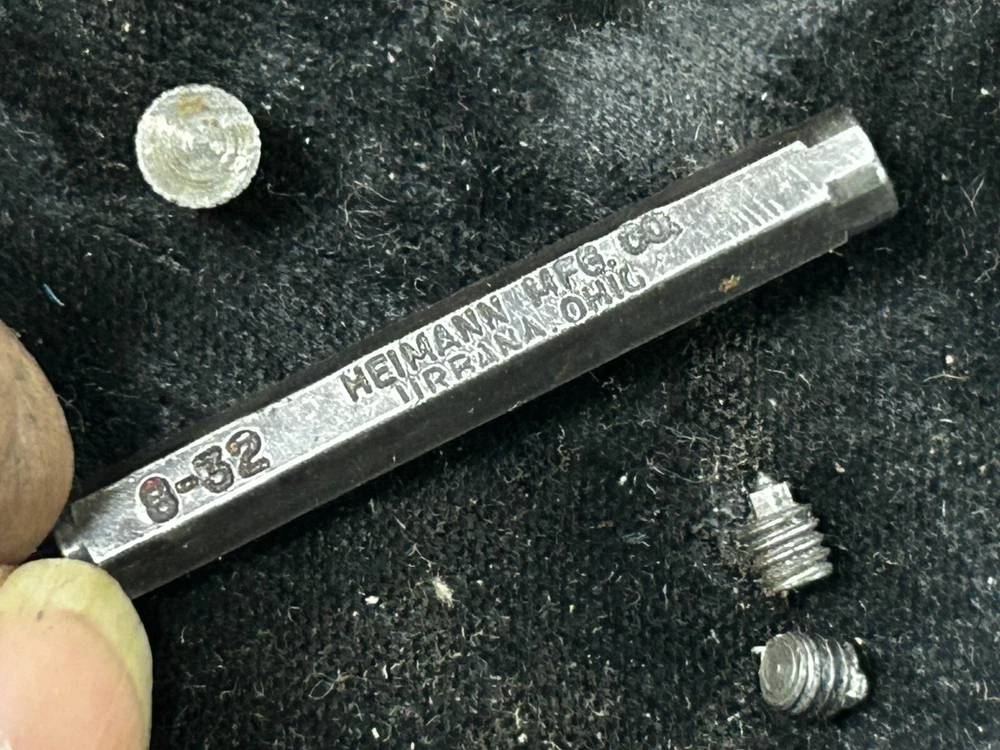 HEIMANN MFG. CO.
URBANA, OHIO
8-32